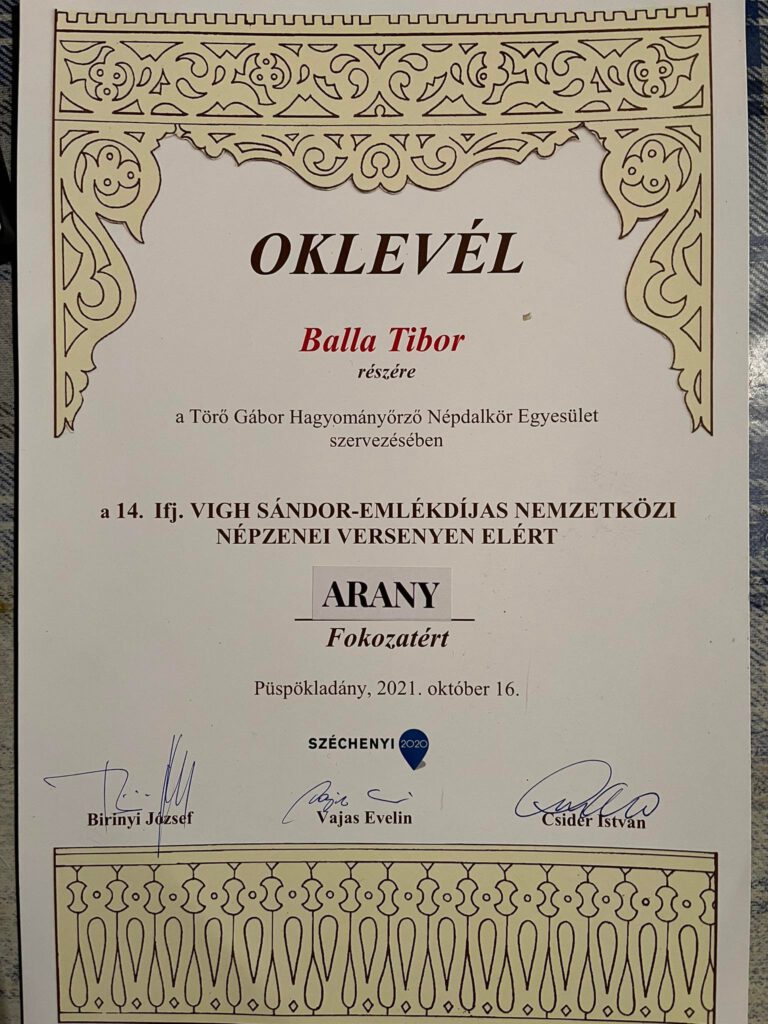 OKLEVÉL
Balla Tibor
részére
a Törő Gábor Hagyományőrző Népdalkör Egyesület
szervezésében
a 14. Ifj. VIGH SÁNDOR-EMLÉKDÍJAS NEMZETKÖZI
NÉPZENEI VERSENYEN ELÉRT
ARANY
Fokozatért
Püspökladány, 2021. október 16.
SZÉCHENYI 2020
Birinyi József Vajas Evelin Csider István